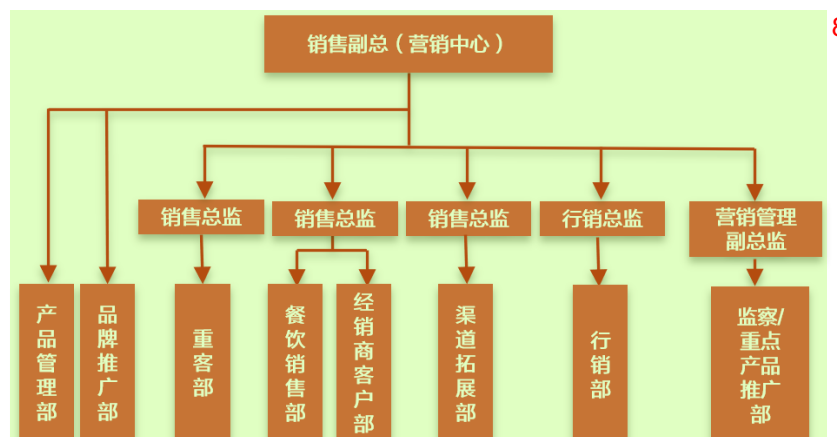 销售副总（营销中心）
销售总监
销售总监
销售总监
行销总监
营销管理
副总监
产品管理部
品牌推广部
重客部
餐饮销售部
经销商客户部
渠道拓展部
行销部
监察/
重点
产品
推广
部